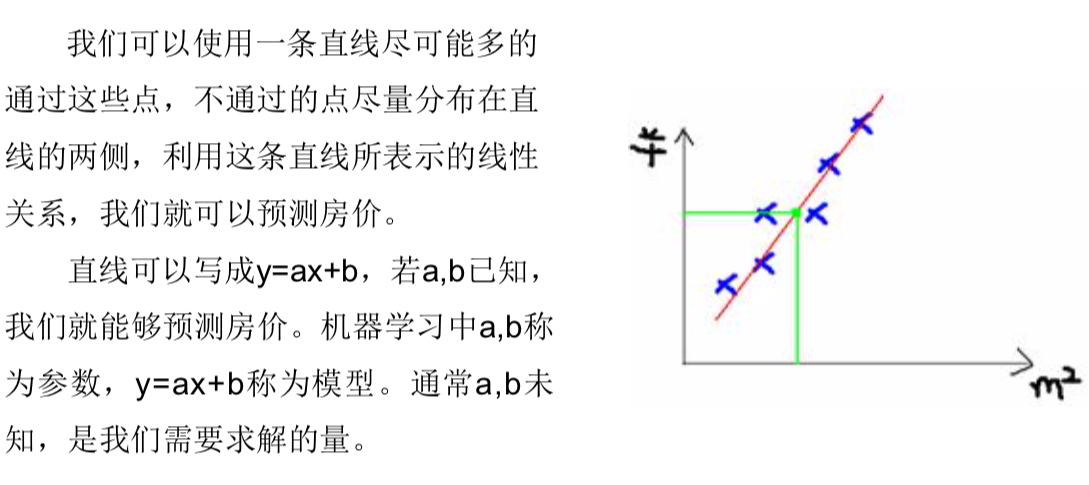 我们可以使用一条直线尽可能多的
通过这些点，不通过的点尽量分布在直
线的两侧，利用这条直线所表示的线性
关系，我们就可以预测房价。
直线可以写成y=ax+b，若a,b已知，
我们就能够预测房价。机器学习中a,b称
为参数，y=ax+b称为模型。通常a,b未
知，是我们需要求解的量。
m²